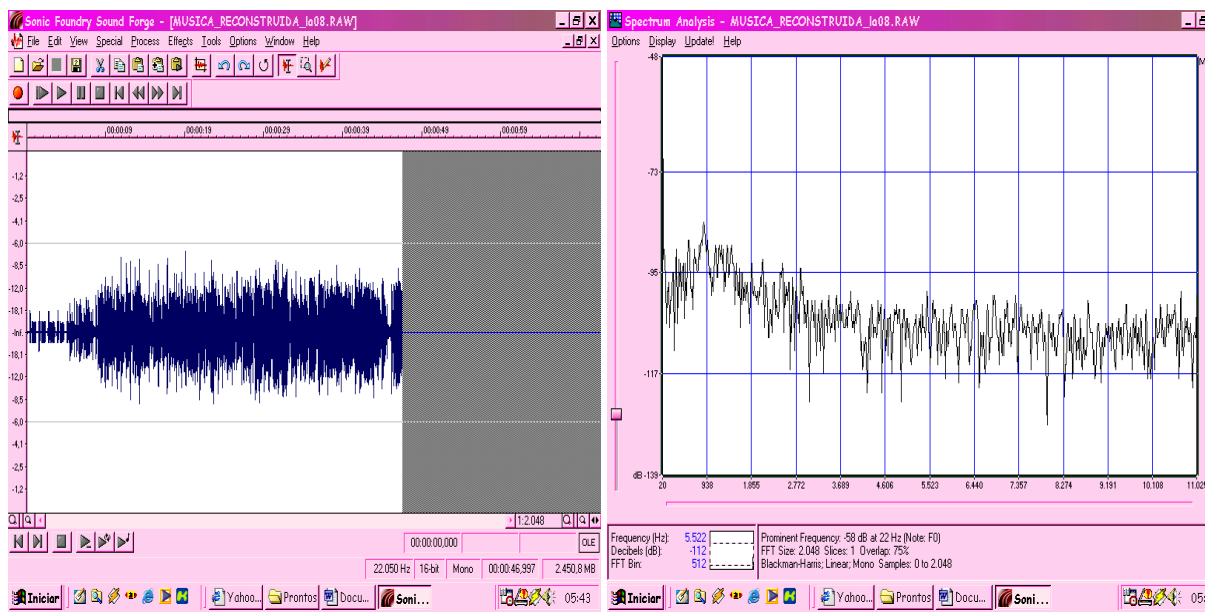 Sonic Foundry Sound Forge - [MUSICA_RECONSTRUIDA_la08.RAW]
File Edit View Special Process Effects Tools Options Window Help
00:00:09 00:00:19 00:00:29 00:00:39 00:00:49 00:00:59
-1,2
-2,5
-4,1
-6,0
-8,5
-12,0
-18,1
-Inf.
-18,1
-12,0
-8,5
-6,0
-4,1
-2,5
-1,2
1:2.048
00:00:00,000
OLE
22.050 Hz 16-bit Mono 00:00:46,997 2.450,8 MB
Iniciar Yahoo... Prontos Docu... Soni... 05:43
Spectrum Analysis - MUSICA_RECONSTRUIDA_la08.RAW
Options Display Update! Help
-48
-73
-95
-117
dB -139
20 938 1.855 2.772 3.689 4.606 5.523 6.440 7.357 8.274 9.191 10.108 11.025
Frequency (Hz): 5.522
Decibels (dB): -112
FFT Bin: 512
Prominent Frequency: -58 dB at 22 Hz (Note: F0)
FFT Size: 2.048 Slices: 1 Overlap: 75%
Blackman-Harris; Linear; Mono Samples: 0 to 2.048
Iniciar Yahoo... Prontos Docu... Soni...